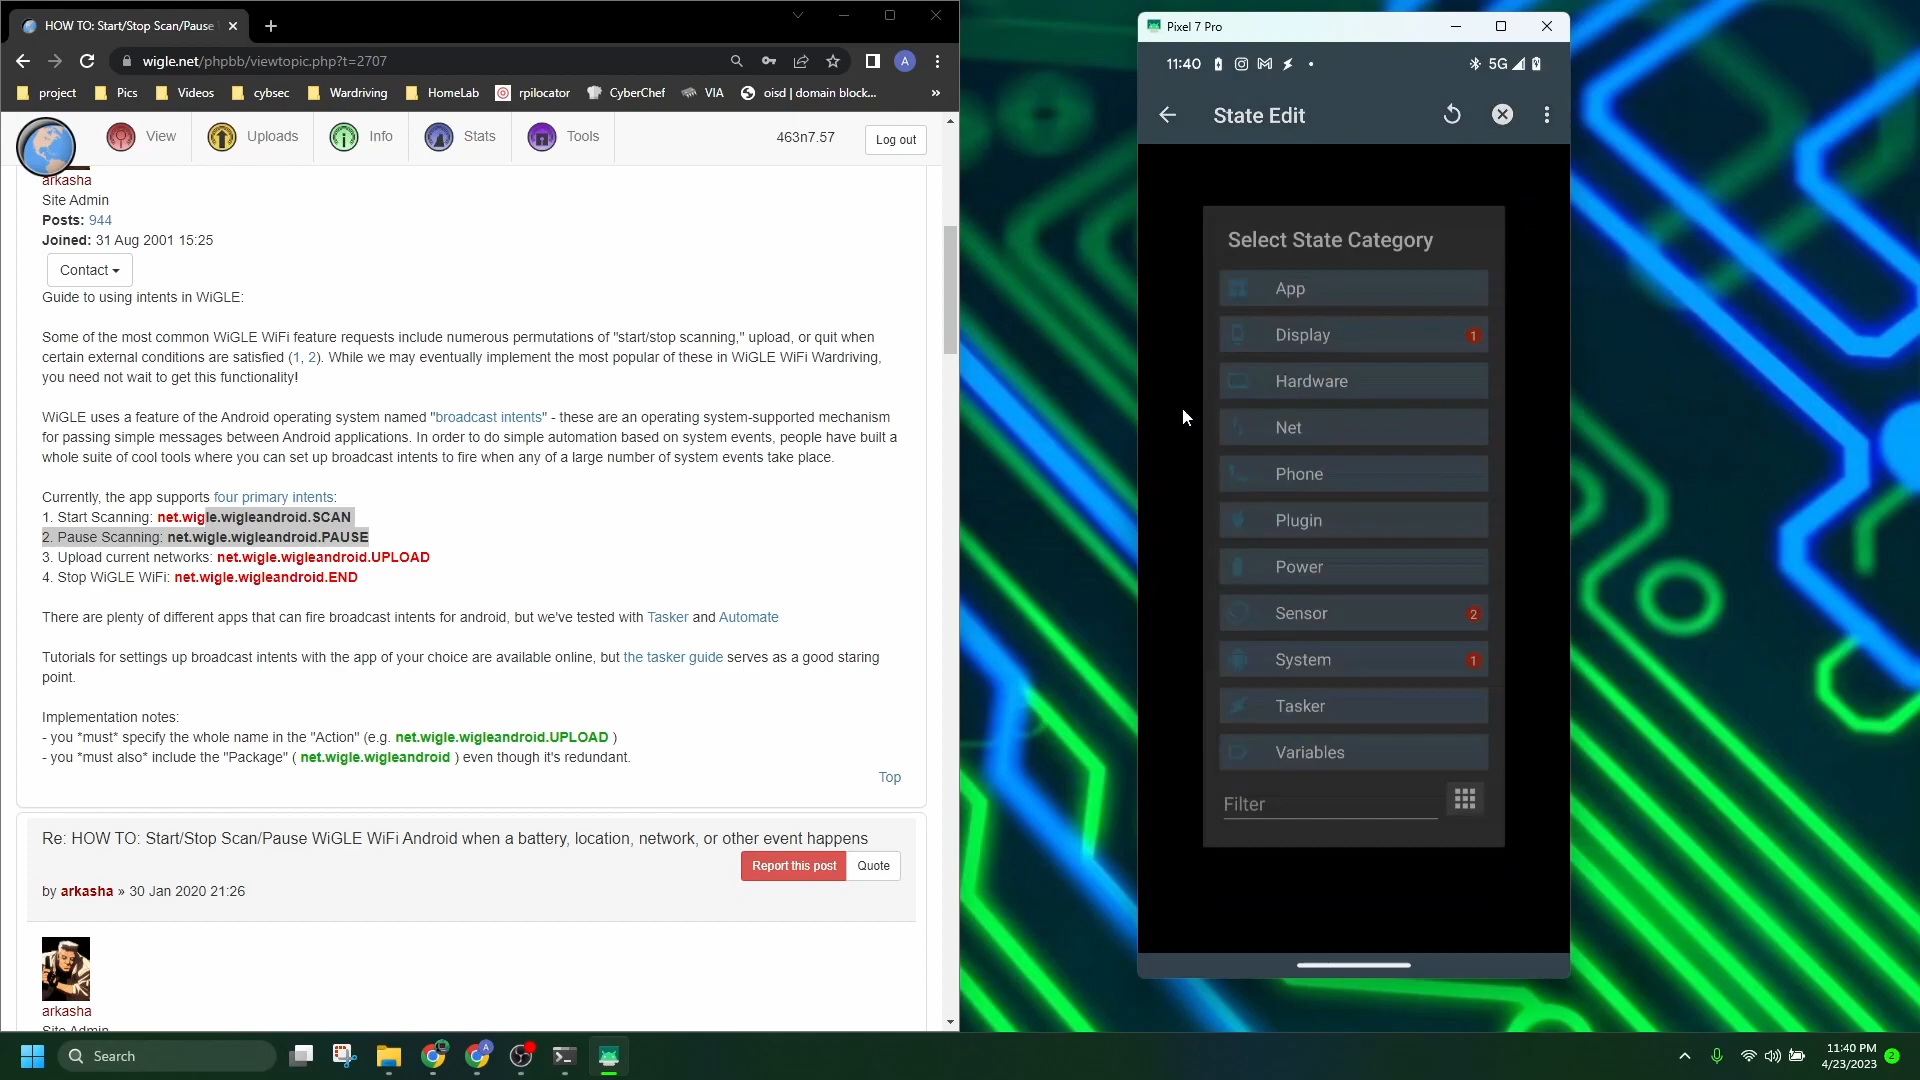 HOW TO: Start/Stop Scan/Pause
wigle.net/phpbb/viewtopic.php?t=2707
A
project
Pics
Videos
cybsec
Wardriving
HomeLab
rpilocator
CyberChef
VIA
oisd | domain block...
»
View
Uploads
Info
Stats
Tools
463n7.57
Log out
arkasha
Site Admin
Posts: 944
Joined: 31 Aug 2001 15:25
Contact
Guide to using intents in WiGLE:
Some of the most common WiGLE WiFi feature requests include numerous permutations of "start/stop scanning," upload, or quit when
certain external conditions are satisfied (1, 2). While we may eventually implement the most popular of these in WiGLE WiFi Wardriving,
you need not wait to get this functionality!
WiGLE uses a feature of the Android operating system named "broadcast intents" - these are an operating system-supported mechanism
for passing simple messages between Android applications. In order to do simple automation based on system events, people have built a
whole suite of cool tools where you can set up broadcast intents to fire when any of a large number of system events take place.
Currently, the app supports four primary intents:
1. Start Scanning: net.wigle.wigleandroid.SCAN
2. Pause Scanning: net.wigle.wigleandroid.PAUSE
3. Upload current networks: net.wigle.wigleandroid.UPLOAD
4. Stop WiGLE WiFi: net.wigle.wigleandroid.END
There are plenty of different apps that can fire broadcast intents for android, but we've tested with Tasker and Automate
Tutorials for settings up broadcast intents with the app of your choice are available online, but the tasker guide serves as a good staring
point.
Implementation notes:
- you *must* specify the whole name in the "Action" (e.g. net.wigle.wigleandroid.UPLOAD )
- you *must also* include the "Package" ( net.wigle.wigleandroid ) even though it's redundant.
Top
Re: HOW TO: Start/Stop Scan/Pause WiGLE WiFi Android when a battery, location, network, or other event happens
Report this post
Quote
by arkasha » 30 Jan 2020 21:26
arkasha
Site Admin
Pixel 7 Pro
11:40
5G
State Edit
Select State Category
App
Display 1
Hardware
Net
Phone
Plugin
Power
Sensor 2
System 1
Tasker
Variables
Filter
Search
A
11:40 PM
4/23/2023
2